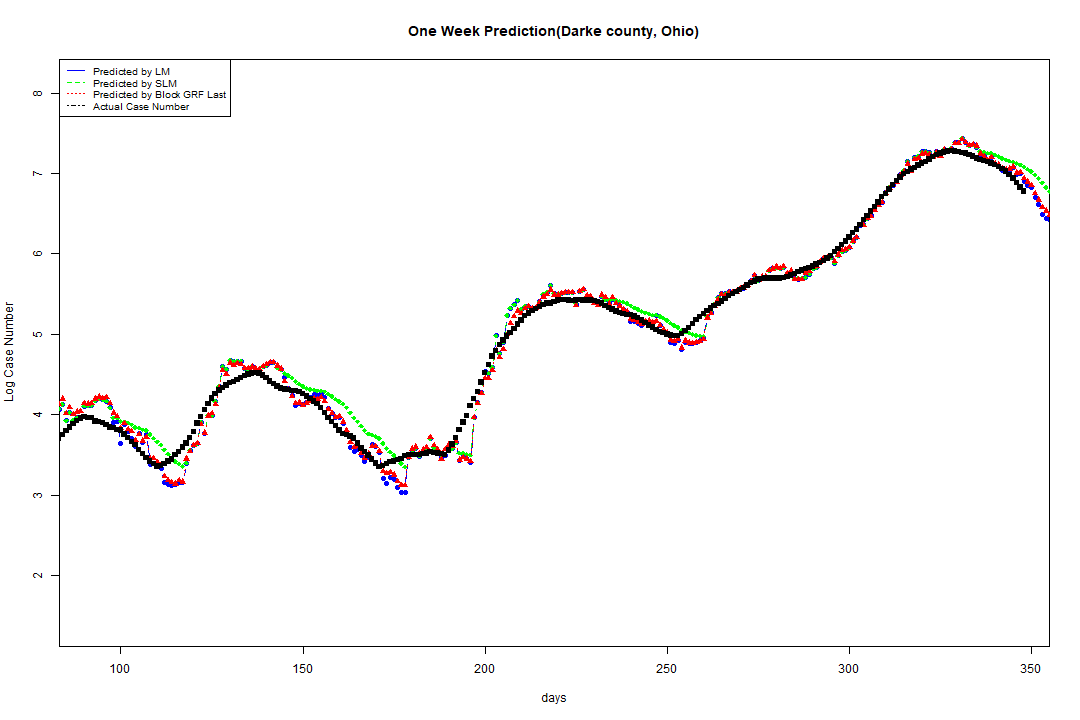 One Week Prediction(Darke county, Ohio)
Predicted by LM
Predicted by SLM
Predicted by Block GRF Last
Actual Case Number
8
7
6
5
4
3
2
Log Case Number
100 150 200 250 300 350
days